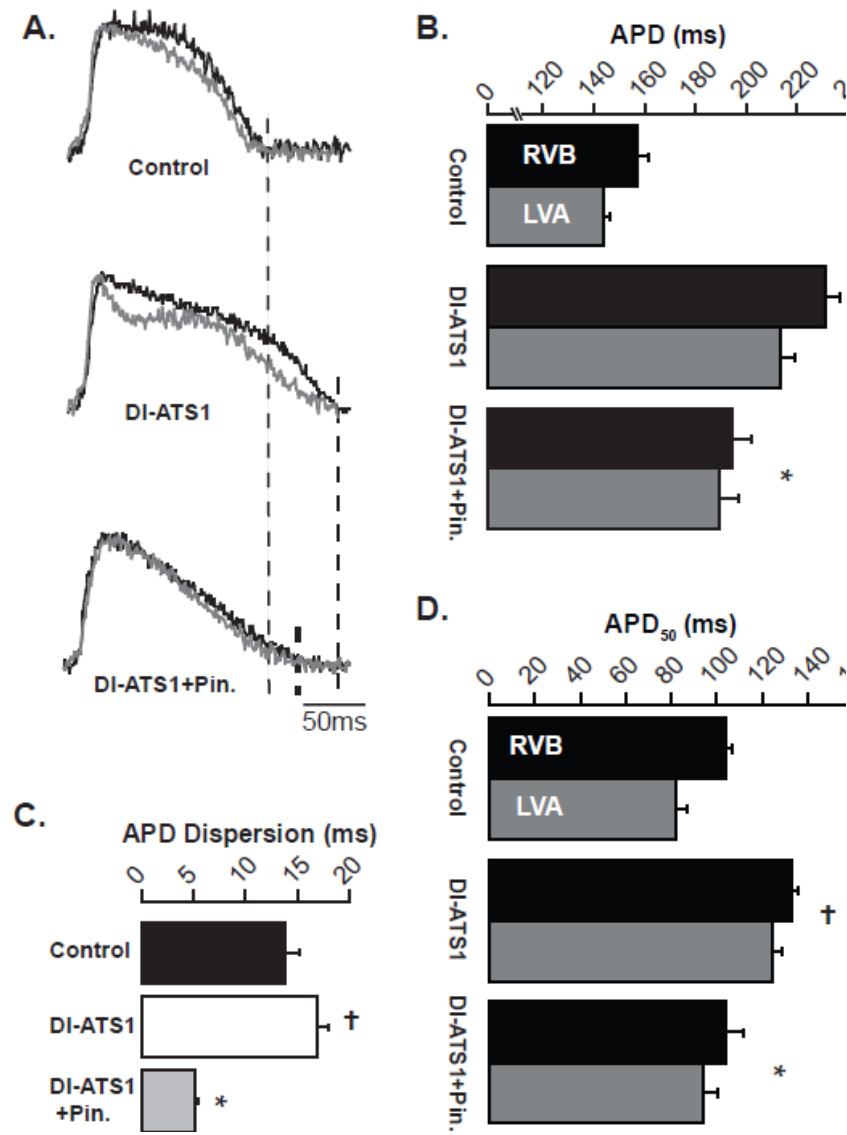 A.
Control
DI-ATS1
DI-ATS1+Pin.
50ms
B.
APD (ms)
0 120 140 160 180 200 220
Control
RVB
LVA
DI-ATS1
DI-ATS1+Pin.
*
C.
APD Dispersion (ms)
0 5 10 15 20
Control
DI-ATS1
†
DI-ATS1
+Pin.
*
D.
APD50 (ms)
0 20 40 60 80 100 120 140
Control
RVB
LVA
DI-ATS1
†
DI-ATS1+Pin.
*